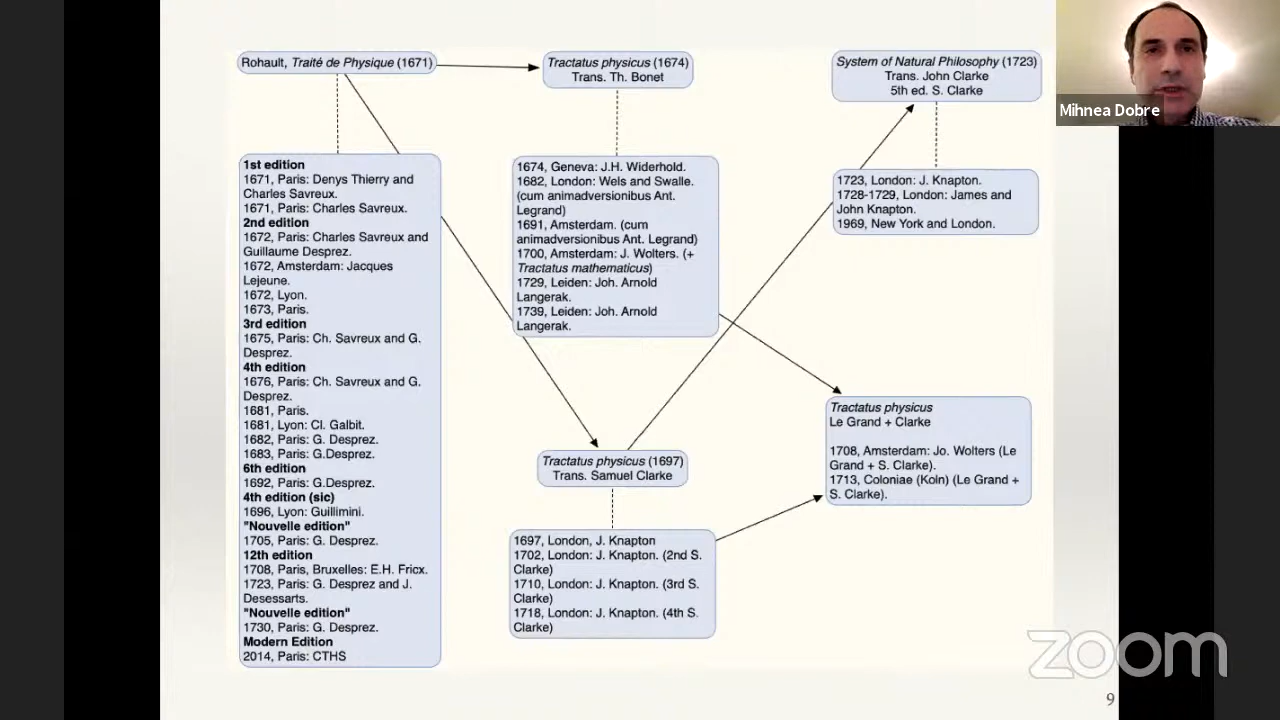 Rohault, Traité de Physique (1671)
Tractatus physicus (1674)
Trans. Th. Bonet
System of Natural Philosophy (1723)
Trans. John Clarke
5th ed. S. Clarke
Mihnea Dobre
1st edition
1671, Paris: Denys Thierry and
Charles Savreux.
1671, Paris: Charles Savreux.
2nd edition
1672, Paris: Charles Savreux and
Guillaume Desprez.
1672, Amsterdam: Jacques
Lejeune.
1672, Lyon.
1673, Paris.
3rd edition
1675, Paris: Ch. Savreux and G.
Desprez.
4th edition
1676, Paris: Ch. Savreux and G.
Desprez.
1681, Paris.
1681, Lyon: Cl. Galbit.
1682, Paris: G. Desprez.
1683, Paris: G.Desprez.
6th edition
1692, Paris: G.Desprez.
4th edition (sic)
1696, Lyon: Guillimini.
"Nouvelle edition"
1705, Paris: G. Desprez.
12th edition
1708, Paris, Bruxelles: E.H. Fricx.
1723, Paris: G. Desprez and J.
Desessarts.
"Nouvelle edition"
1730, Paris: G. Desprez.
Modern Edition
2014, Paris: CTHS
1674, Geneva: J.H. Widerhold.
1682, London: Wels and Swalle.
(cum animadversionibus Ant.
Legrand)
1691, Amsterdam. (cum
animadversionibus Ant. Legrand)
1700, Amsterdam: J. Wolters. (+
Tractatus mathematicus)
1729, Leiden: Joh. Arnold
Langerak.
1739, Leiden: Joh. Arnold
Langerak.
1723, London: J. Knapton.
1728-1729, London: James and
John Knapton.
1969, New York and London.
Tractatus physicus
Le Grand + Clarke
1708, Amsterdam: Jo. Wolters (Le
Grand + S. Clarke).
1713, Coloniae (Koln) (Le Grand +
S. Clarke).
Tractatus physicus (1697)
Trans. Samuel Clarke
1697, London, J. Knapton
1702, London: J. Knapton. (2nd S.
Clarke)
1710, London: J. Knapton. (3rd S.
Clarke)
1718, London: J. Knapton. (4th S.
Clarke)
zoom
9